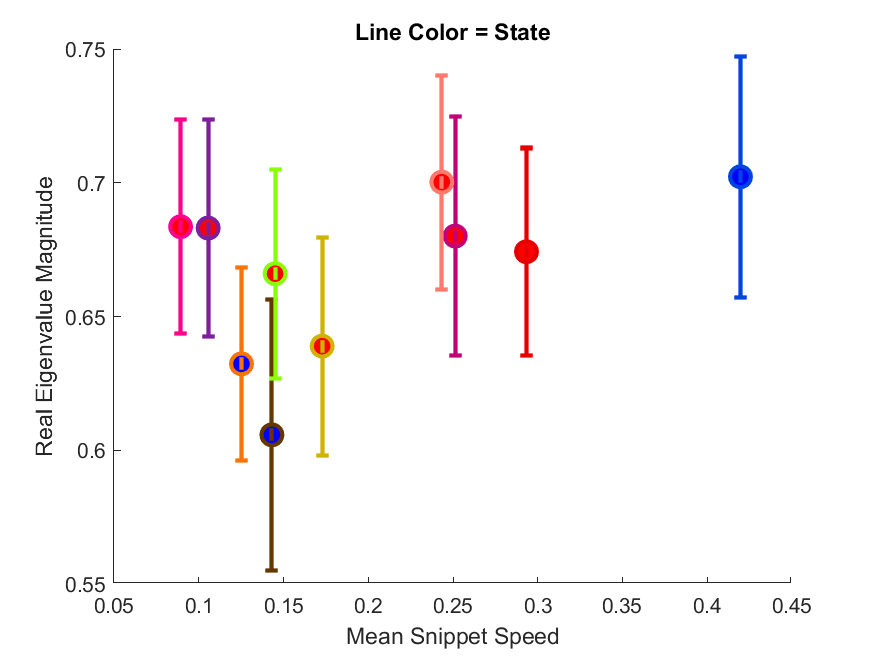 Line Color = State
0.75
0.7
0.65
0.6
0.55
Real Eigenvalue Magnitude
0.05 0.1 0.15 0.2 0.25 0.3 0.35 0.4 0.45
Mean Snippet Speed